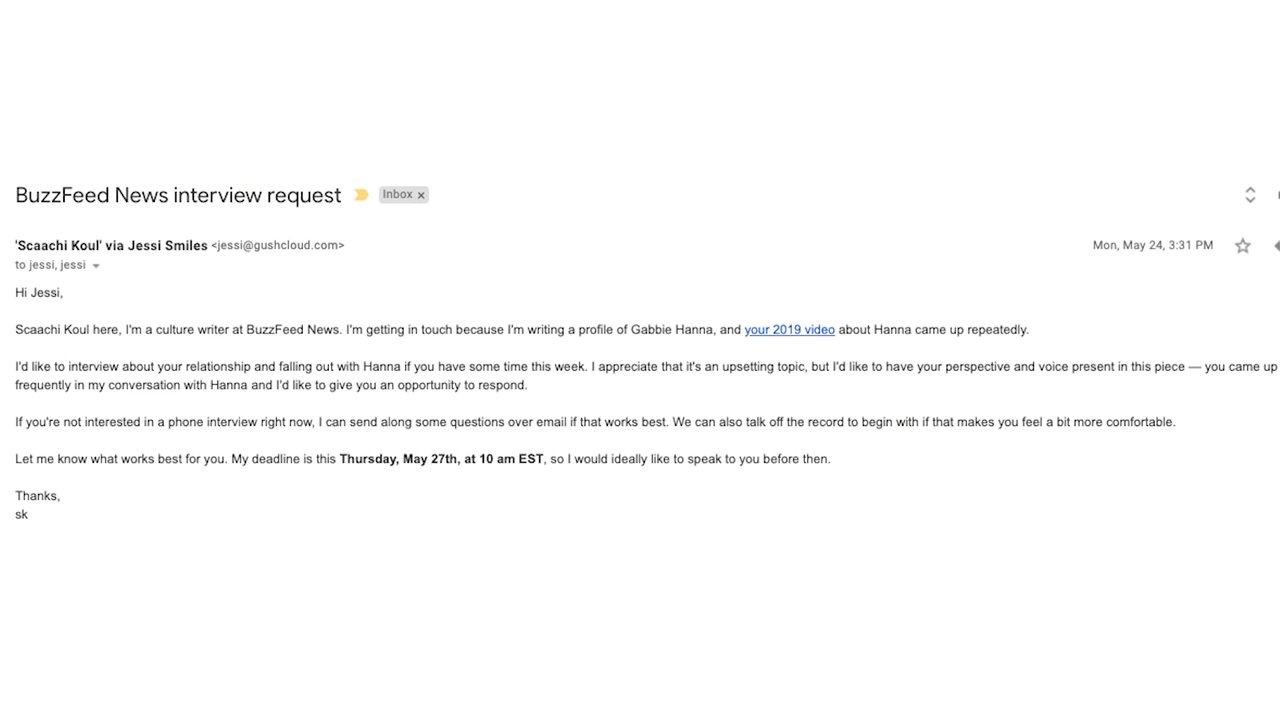 BuzzFeed News interview request Inbox x
'Scaachi Koul' via Jessi Smiles <jessi@gushcloud.com> Mon, May 24, 3:31 PM
to jessi, jessi
Hi Jessi,
Scaachi Koul here, I'm a culture writer at BuzzFeed News. I'm getting in touch because I'm writing a profile of Gabbie Hanna, and your 2019 video about Hanna came up repeatedly.
I'd like to interview about your relationship and falling out with Hanna if you have some time this week. I appreciate that it's an upsetting topic, but I'd like to have your perspective and voice present in this piece — you came up
frequently in my conversation with Hanna and I'd like to give you an opportunity to respond.
If you're not interested in a phone interview right now, I can send along some questions over email if that works best. We can also talk off the record to begin with if that makes you feel a bit more comfortable.
Let me know what works best for you. My deadline is this Thursday, May 27th, at 10 am EST, so I would ideally like to speak to you before then.
Thanks,
sk